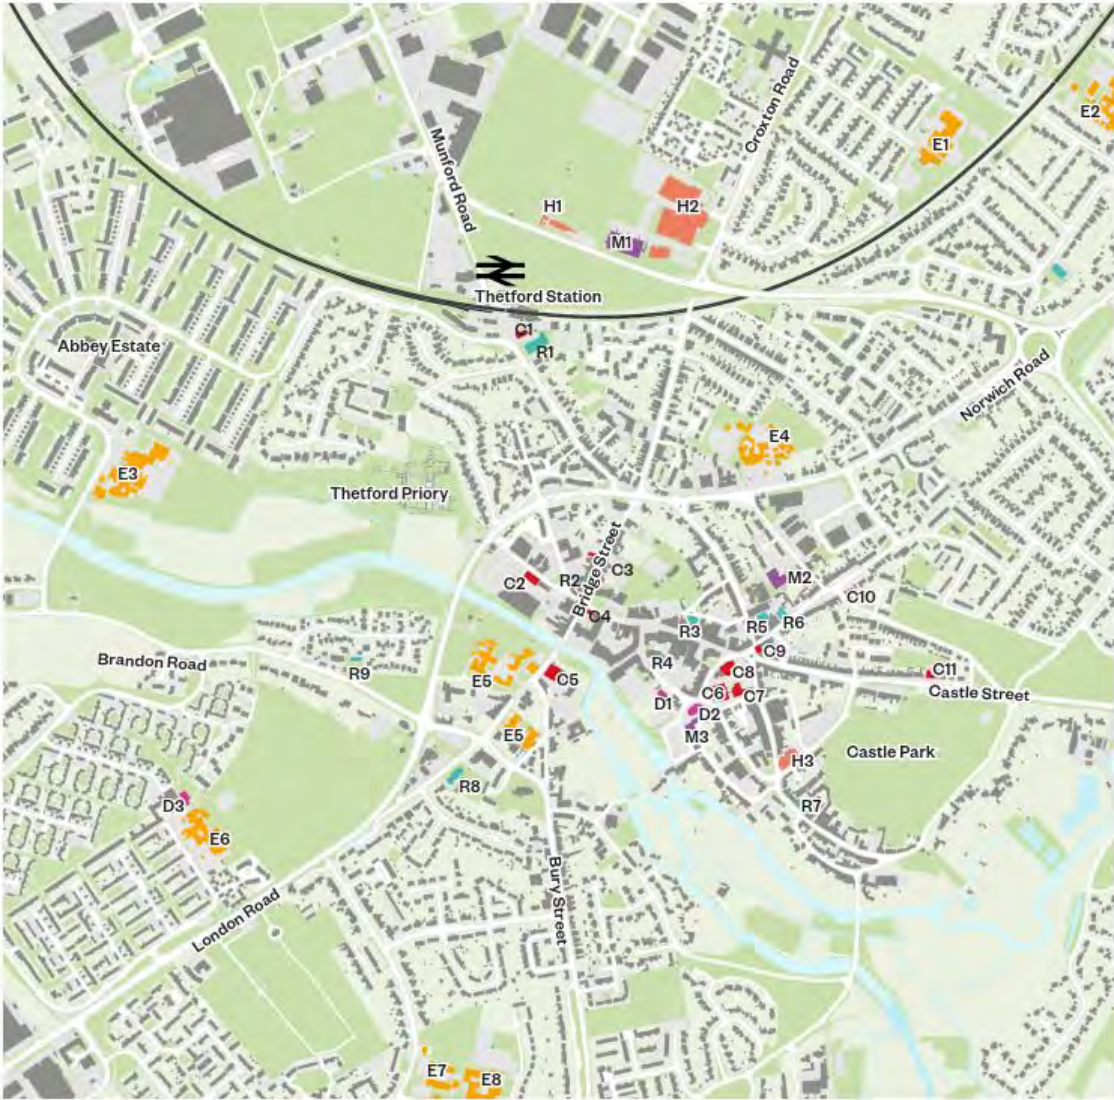 Croxton Road
E2
E1
Munford Road
H1
H2
M1
Thetford Station
C1
R1
Abbey Estate
Norwich Road
E4
E3
Thetford Priory
Bridge Street
C3
C2
R2
M2
C10
C4
R3
R5
R6
Brandon Road
R9
R4
C9
C8
C11
E5
C5
C6
C7
Castle Street
D1
D2
E5
M3
Castle Park
H3
R8
R7
D3
E6
Bury Street
London Road
E7
E8